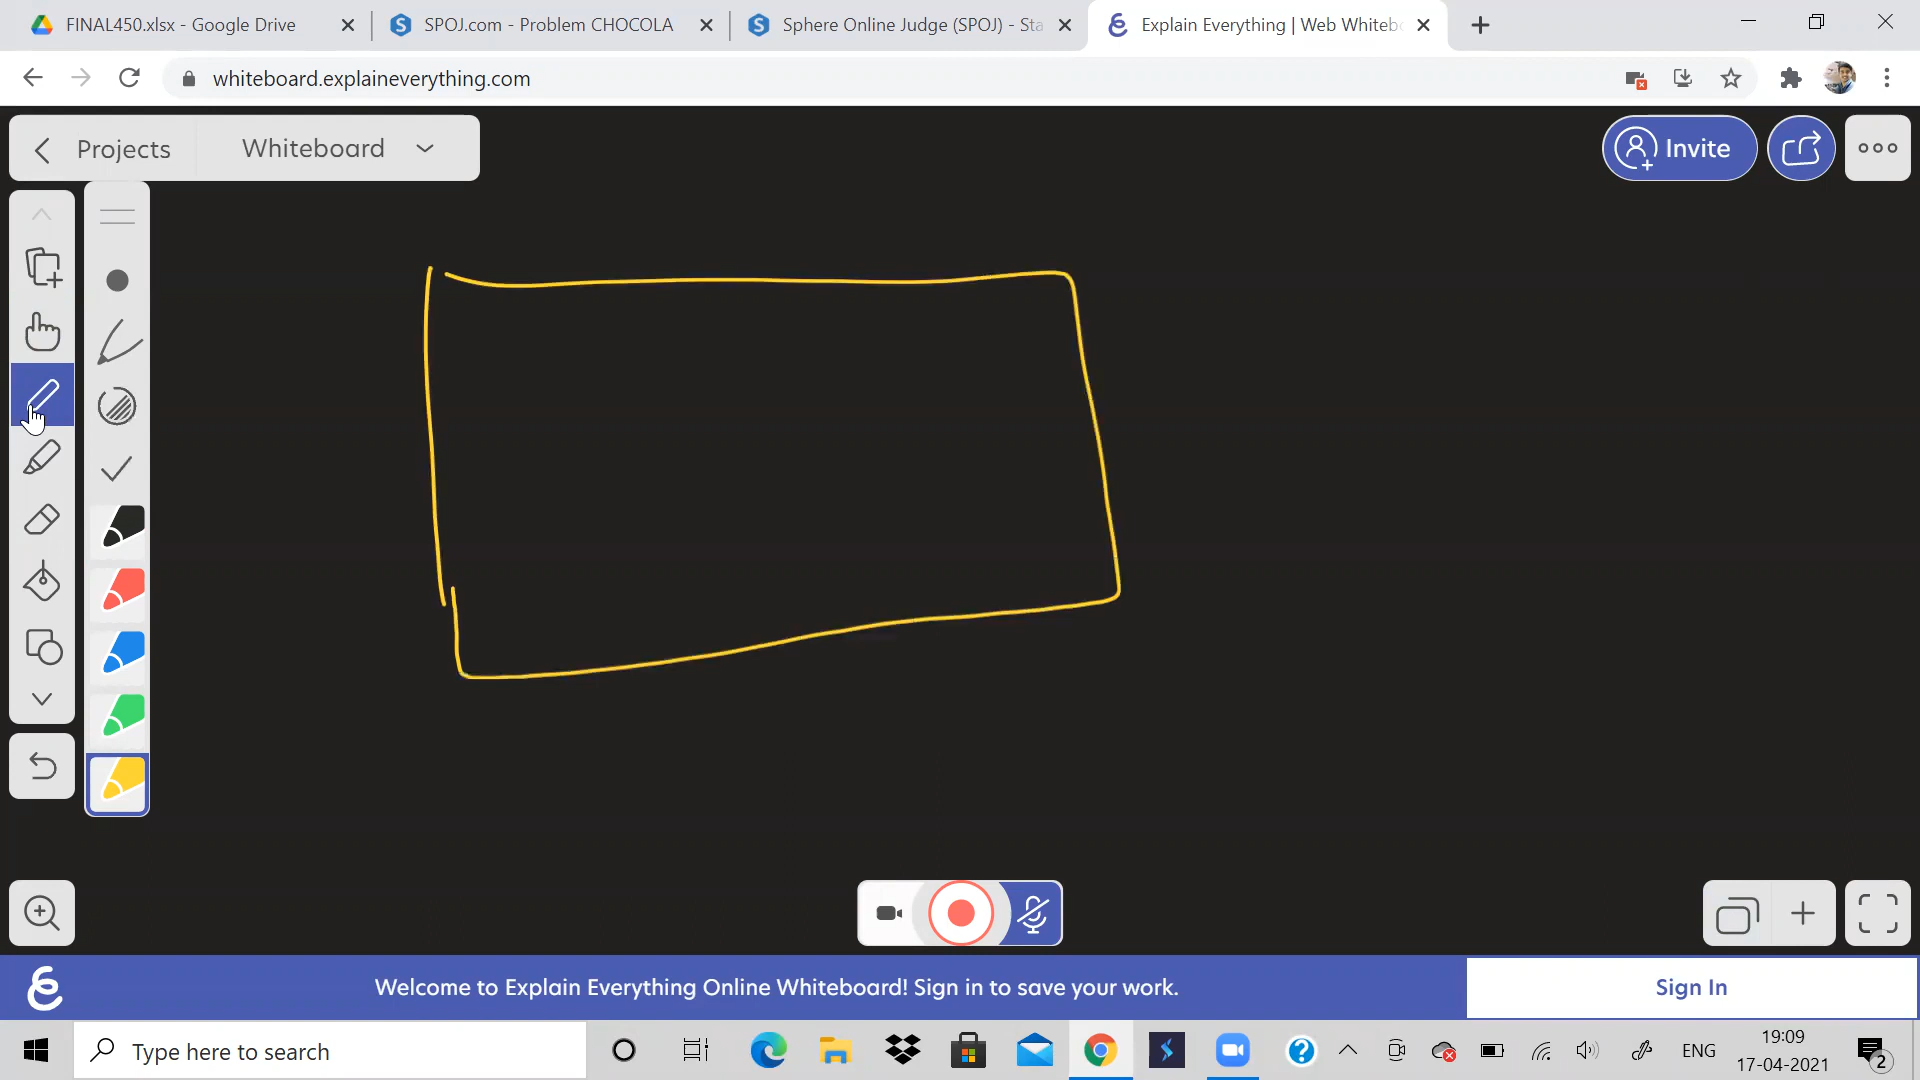 FINAL450.xlsx - Google Drive
SPOJ.com - Problem CHOCOLA
Sphere Online Judge (SPOJ) - Sta
Explain Everything | Web Whitebo
whiteboard.explaineverything.com
Projects
Whiteboard
Invite
Welcome to Explain Everything Online Whiteboard! Sign in to save your work.
Sign In
Type here to search
ENG
19:09
17-04-2021
2